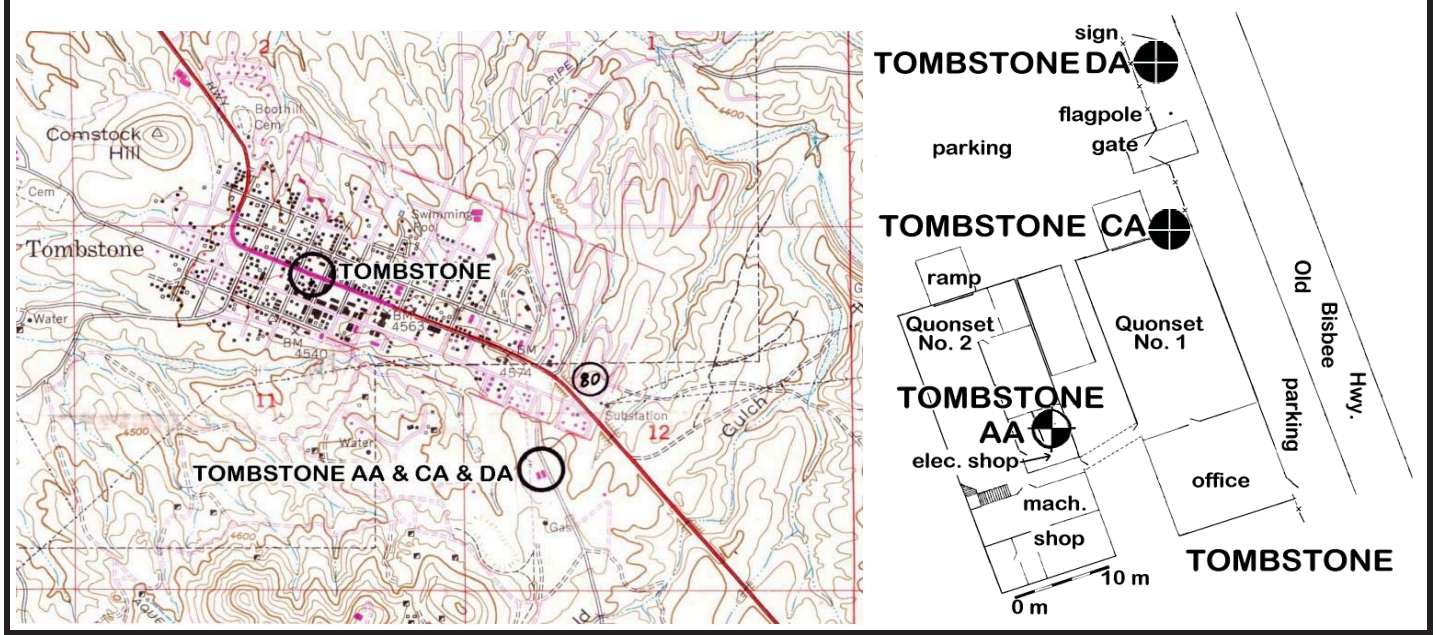 2
1
HWY
PIPE
4400
Boothill
Cem
Comstock
Hill
Cem
4500
Swimming
Pool
Tombstone
TOMBSTONE
Water
BM
4563
BM
4540
BM
4574
80
Substation
11
12
Gulch
4500
Water
TOMBSTONE AA & CA & DA
Gas
4600
sign
TOMBSTONE DA
flagpole
gate
parking
TOMBSTONE CA
ramp
Quonset
No. 2
Quonset
No. 1
Old
Bisbee
Hwy.
parking
TOMBSTONE
AA
elec. shop
office
mach.
shop
TOMBSTONE
10 m
0 m